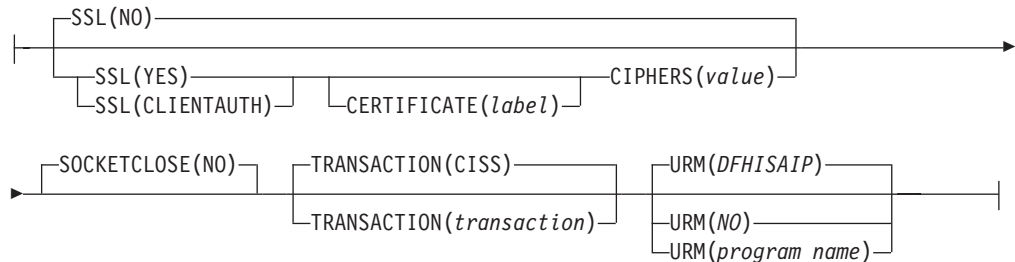 SSL(NO)
SSL(YES) CIPHERS(value)
SSL(CLIENTAUTH) CERTIFICATE(label)
SOCKETCLOSE(NO) TRANSACTION(CISS) URM(DFHISAIP)
TRANSACTION(transaction) URM(NO)
URM(program name)